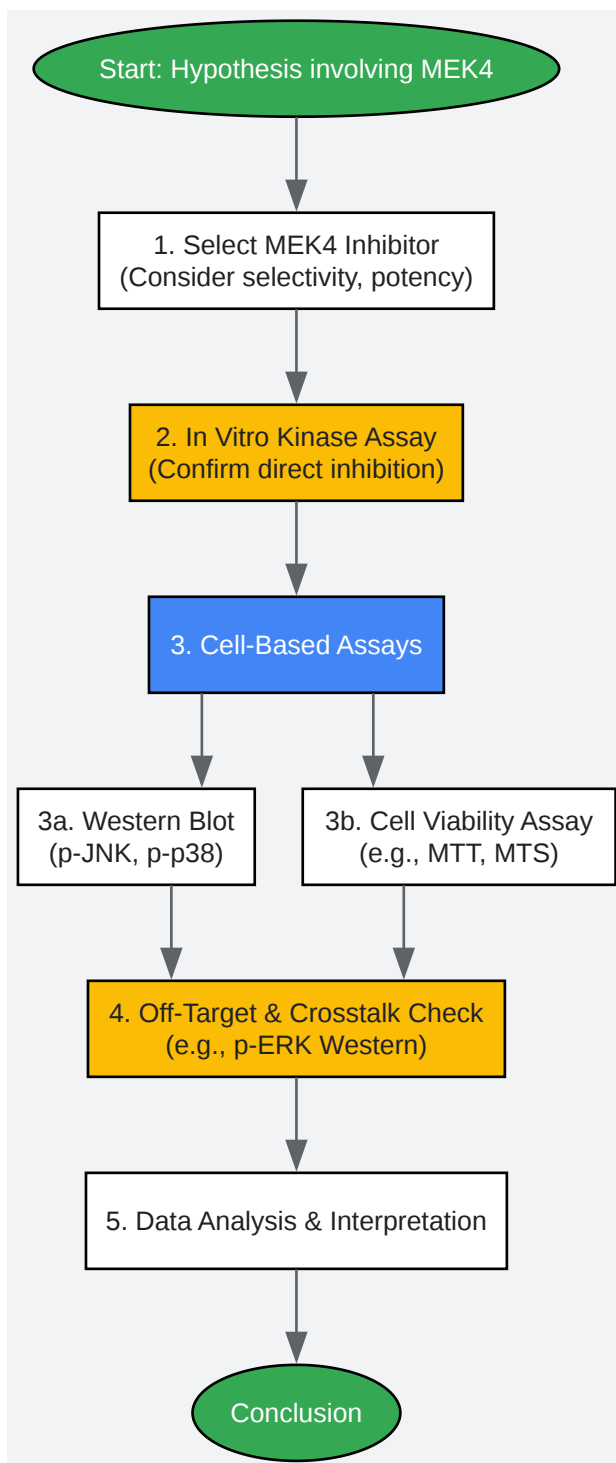 Start: Hypothesis involving MEK4
1. Select MEK4 Inhibitor
(Consider selectivity, potency)
2. In Vitro Kinase Assay
(Confirm direct inhibition)
3. Cell-Based Assays
3a. Western Blot
(p-JNK, p-p38)
3b. Cell Viability Assay
(e.g., MTT, MTS)
4. Off-Target & Crosstalk Check
(e.g., p-ERK Western)
5. Data Analysis & Interpretation
Conclusion